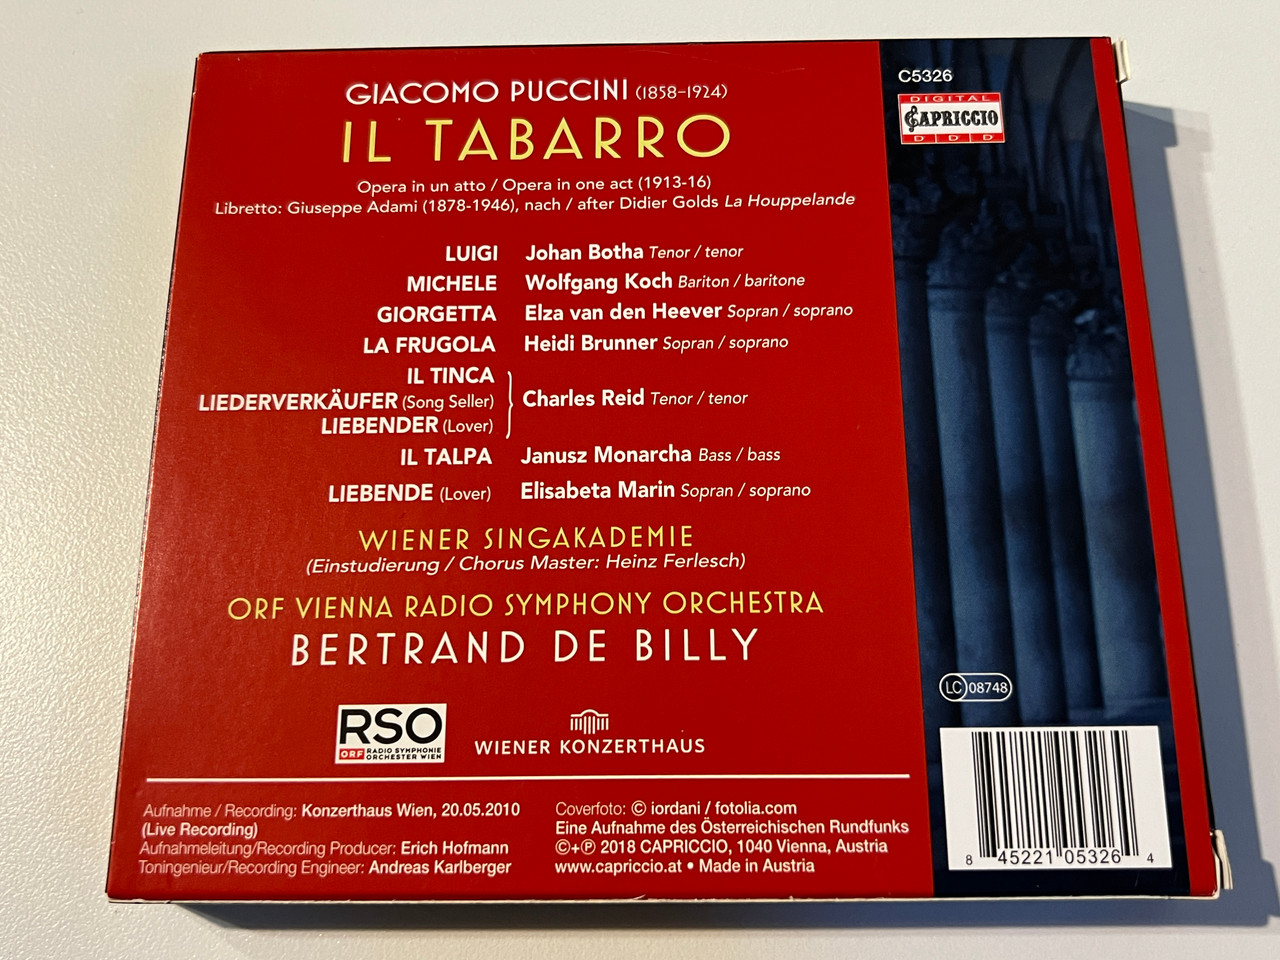 GIACOMO PUCCINI (1858–1924)
IL TABARRO
Opera in un atto / Opera in one act (1913-16)
Libretto: Giuseppe Adami (1878-1946), nach / after Didier Golds La Houppelande
LUIGI Johan Botha Tenor / tenor
MICHELE Wolfgang Koch Bariton / baritone
GIORGETTA Elza van den Heever Sopran / soprano
LA FRUGOLA Heidi Brunner Sopran / soprano
IL TINCA
LIEDERVERKÄUFER (Song Seller) Charles Reid Tenor / tenor
LIEBENDER (Lover)
IL TALPA Janusz Monarcha Bass / bass
LIEBENDE (Lover) Elisabeta Marin Sopran / soprano
WIENER SINGAKADEMIE
(Einstudierung / Chorus Master: Heinz Ferlesch)
ORF VIENNA RADIO SYMPHONY ORCHESTRA
BERTRAND DE BILLY
RSO
ORF RADIO SYMPHONIE
ORCHESTER WIEN
WIENER KONZERTHAUS
Aufnahme / Recording: Konzerthaus Wien, 20.05.2010
(Live Recording)
Aufnahmeleitung/Recording Producer: Erich Hofmann
Toningenieur/Recording Engineer: Andreas Karlberger
Coverfoto: © iordani / fotolia.com
Eine Aufnahme des Österreichischen Rundfunks
©+℗ 2018 CAPRICCIO, 1040 Vienna, Austria
www.capriccio.at • Made in Austria
C5326
DIGITAL
CAPRICCIO
D D D
LC 08748
8 45221 05326 4